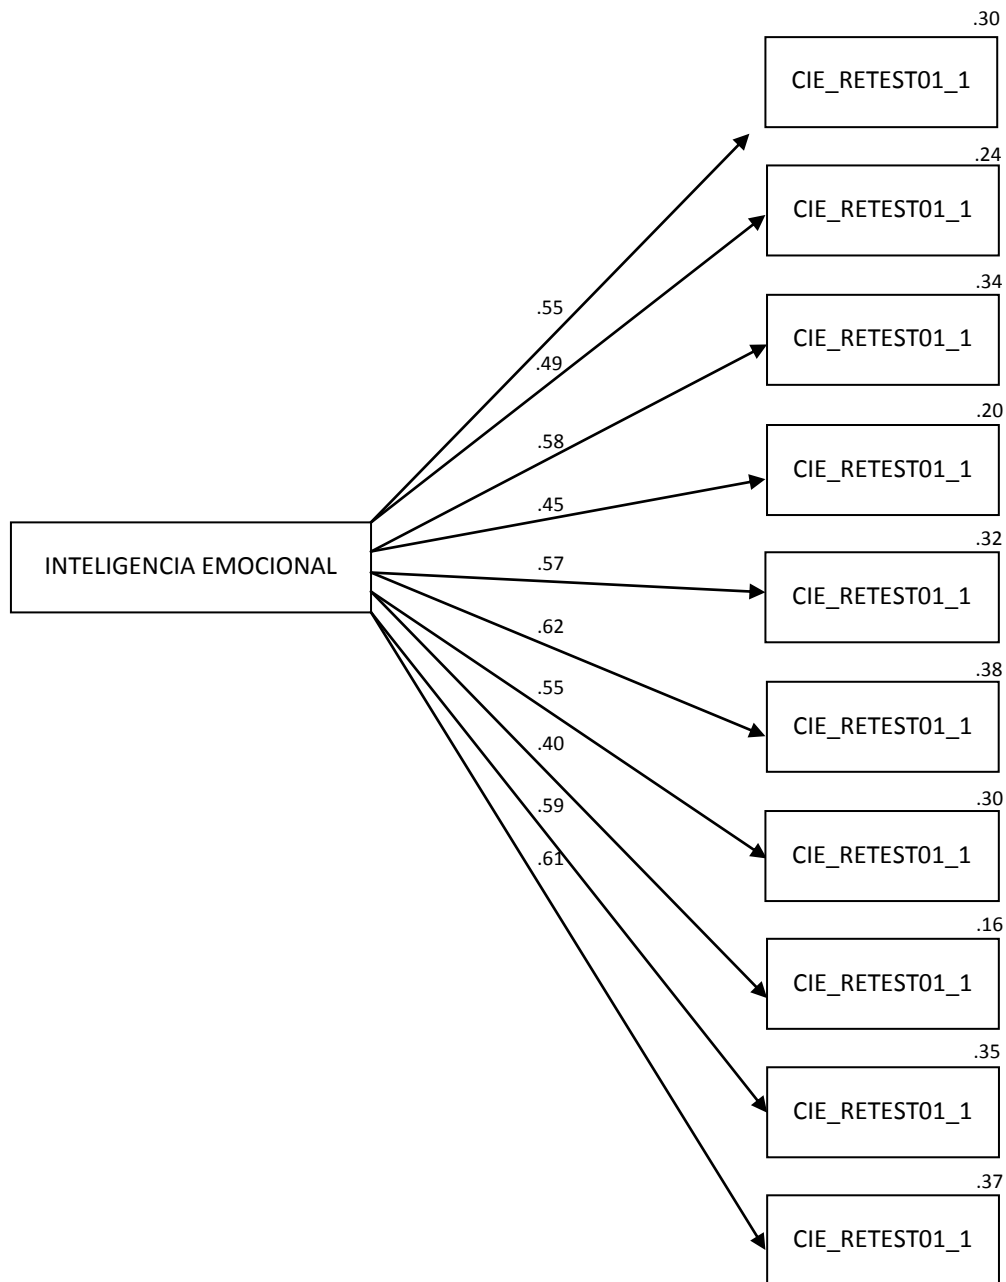 .30
CIE_RETEST01_1
.24
CIE_RETEST01_1
.34
CIE_RETEST01_1
.55
.49
.20
CIE_RETEST01_1
.58
.45
.32
INTELIGENCIA EMOCIONAL
.57
CIE_RETEST01_1
.62
.38
.55
CIE_RETEST01_1
.40
.30
.59
CIE_RETEST01_1
.61
.16
CIE_RETEST01_1
.35
CIE_RETEST01_1
.37
CIE_RETEST01_1